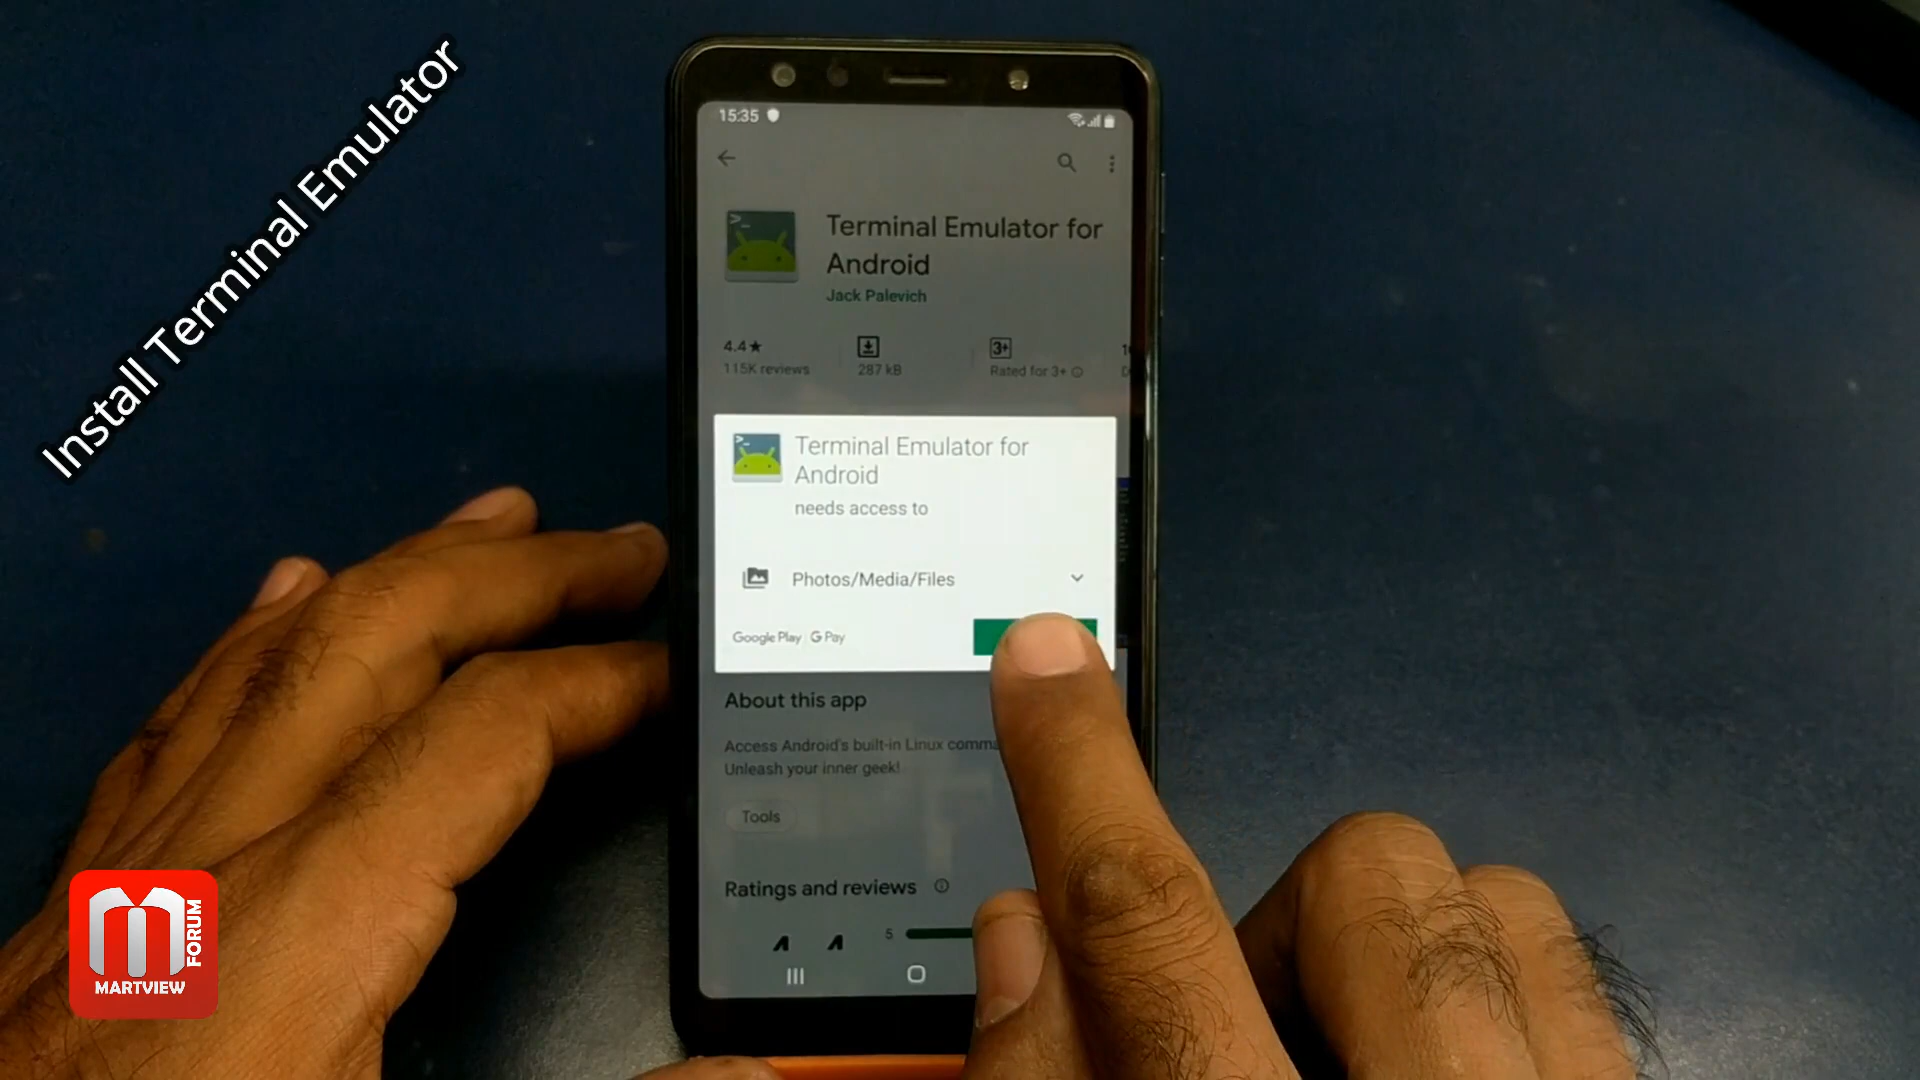 Install Terminal Emulator
15:35
Terminal Emulator for
Android
Jack Palevich
4.4★
115K reviews
287 kB
3+
Rated for 3+
Terminal Emulator for
Android
needs access to
Photos/Media/Files
Google Play G Pay
About this app
Access Android's built-in Linux
Unleash your inner geek!
Tools
Ratings and reviews
5
FORUM
MARTVIEW